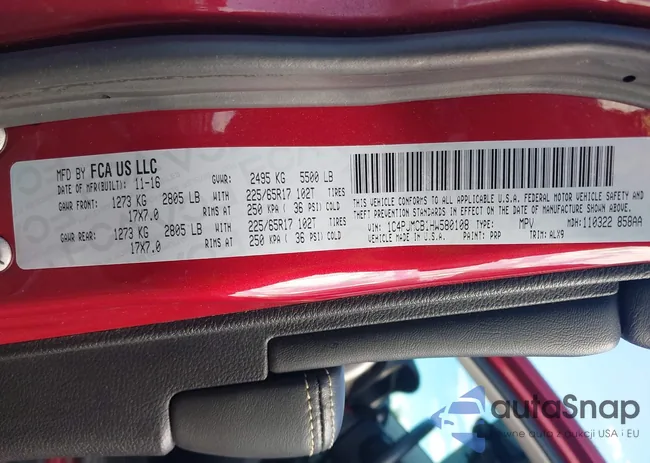 MFD BY FCA US LLC
DATE OF MFR(BUILT): 11-16 GVWR: 2495 KG 5500 LB
GAWR FRONT: 1273 KG 2805 LB WITH 225/65R17 102T TIRES
17X7.0 RIMS AT 250 KPA ( 36 PSI) COLD
GAWR REAR: 1273 KG 2805 LB WITH 225/65R17 102T TIRES
17X7.0 RIMS AT 250 KPA ( 36 PSI) COLD
THIS VEHICLE CONFORMS TO ALL APPLICABLE U.S.A. FEDERAL MOTOR VEHICLE SAFETY AND
THEFT PREVENTION STANDARDS IN EFFECT ON THE DATE OF MANUFACTURE SHOWN ABOVE.
VIN: 1C4PJMCB1HW580108 TYPE: MPV MDH: 110322 858AA
PAINT: PRP TRIM: ALX9
autoSnap
auta z aukcji USA i EU